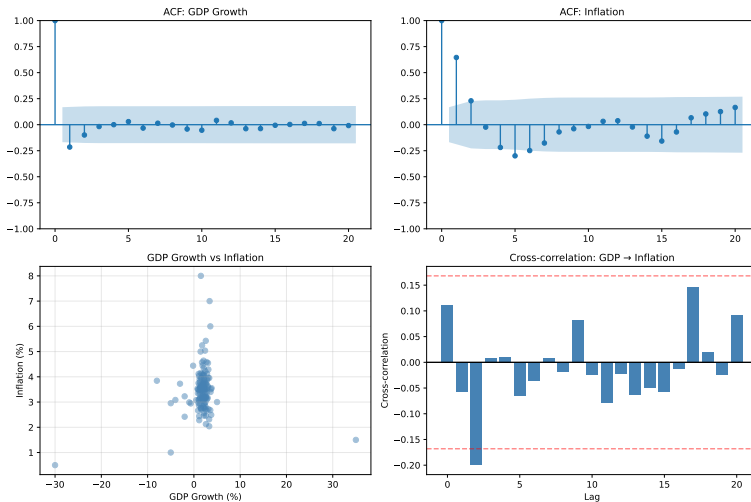 ACF: GDP Growth
1.00
0.75
0.50
0.25
0.00
−0.25
−0.50
−0.75
−1.00
0 5 10 15 20
ACF: Inflation
1.00
0.75
0.50
0.25
0.00
−0.25
−0.50
−0.75
−1.00
0 5 10 15 20
GDP Growth vs Inflation
Inflation (%)
8
7
6
5
4
3
2
1
−30 −20 −10 0 10 20 30
GDP Growth (%)
Cross-correlation: GDP → Inflation
Cross-correlation
0.15
0.10
0.05
0.00
−0.05
−0.10
−0.15
−0.20
0 5 10 15 20
Lag